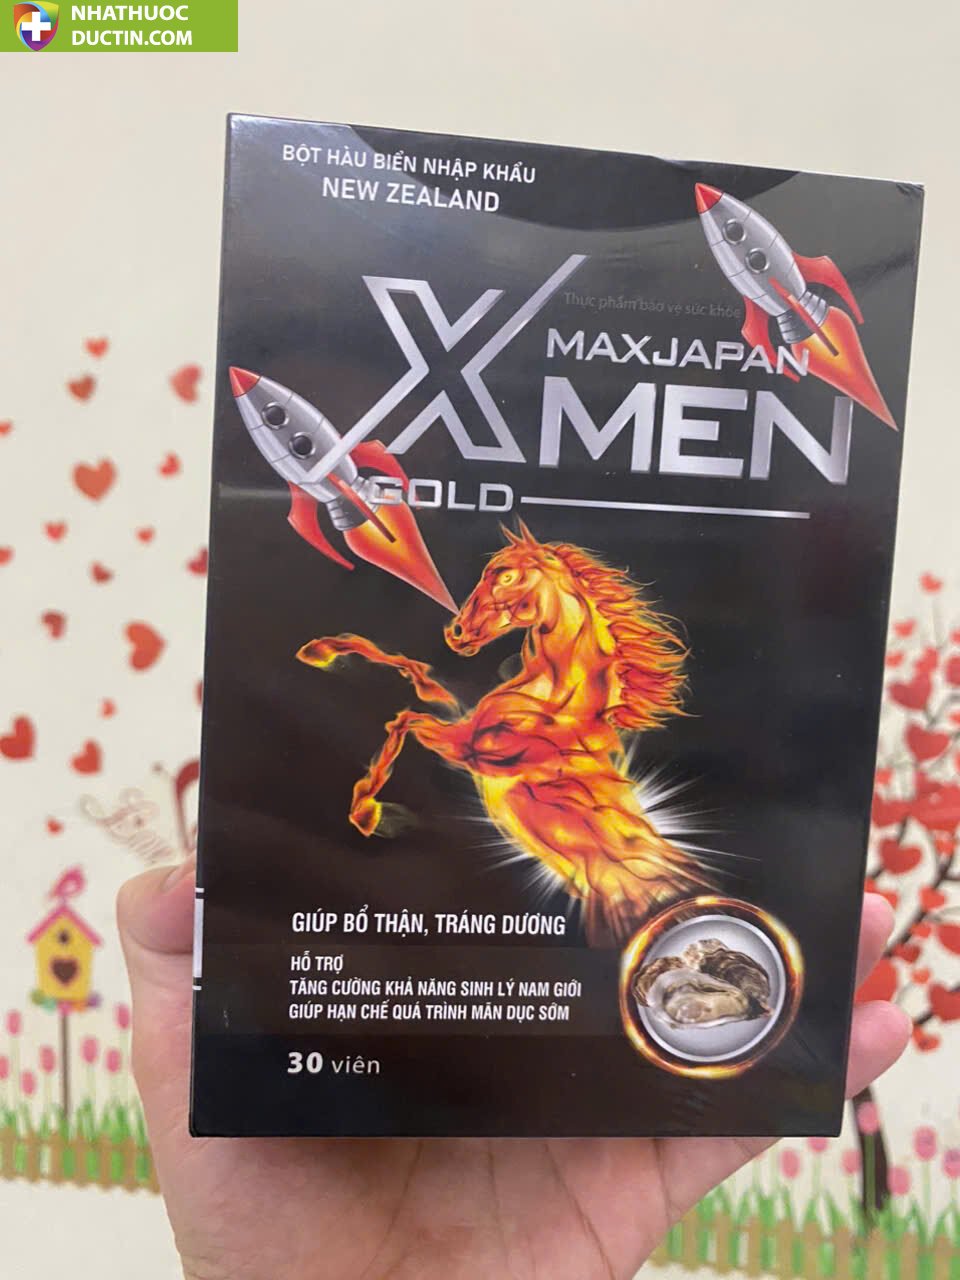 NHATHUOC
DUCTIN.COM
BỘT HÀU BIỂN NHẬP KHẨU
NEW ZEALAND
Thực phẩm bảo vệ sức khỏe
MAXJAPAN
XMEN
GOLD
GIÚP BỔ THẬN, TRÁNG DƯƠNG
HỖ TRỢ
TĂNG CƯỜNG KHẢ NĂNG SINH LÝ NAM GIỚI
GIÚP HẠN CHẾ QUÁ TRÌNH MÃN DỤC SỚM
30 viên